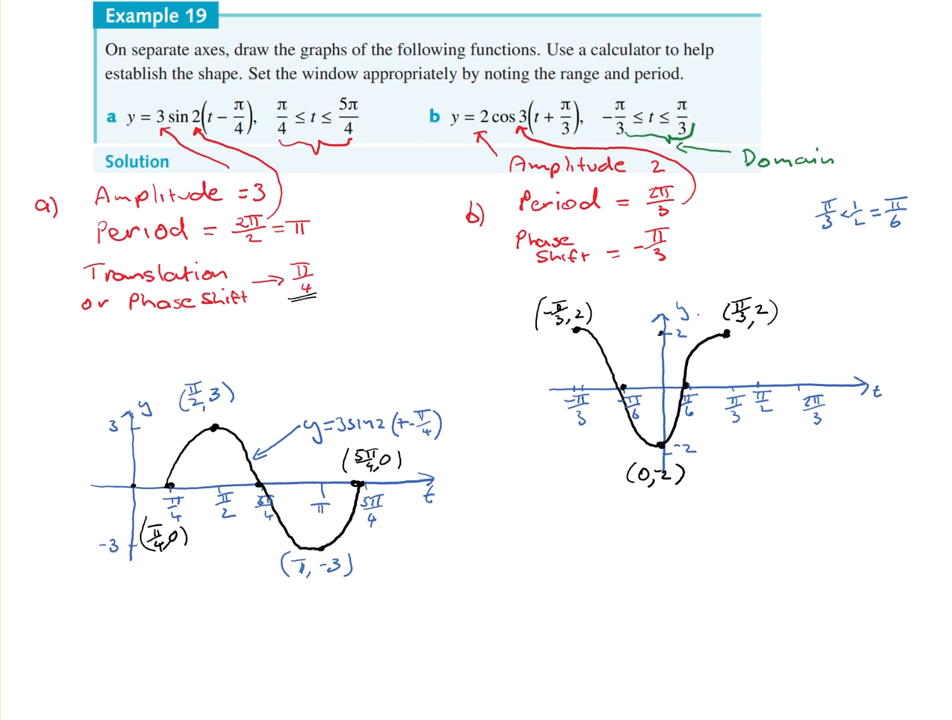 Example 19
On separate axes, draw the graphs of the following functions. Use a calculator to help
establish the shape. Set the window appropriately by noting the range and period.
a y = 3 sin 2(t − π/4), π/4 ≤ t ≤ 5π/4 b y = 2 cos 3(t + π/3), −π/3 ≤ t ≤ π/3
Solution
Domain
a) Amplitude = 3
Period = 2π/2 = π
Translation
or Phase Shift → π/4
b) Amplitude 2
Period = 2π/3
Phase
Shift = -π/3
π/3 × 1/2 = π/6
(-π/3, 2) y (π/3, 2)
2
-π/3 -π/6 π/6 π/3 π/2 2π/3 t
-2
(0, -2)
(π/2, 3)
3 y
y = 3 sin 2(t - π/4)
(5π/4, 0)
π/4 π/2 π 5π/4 t
-3 (π/4, 0)
(π, -3)